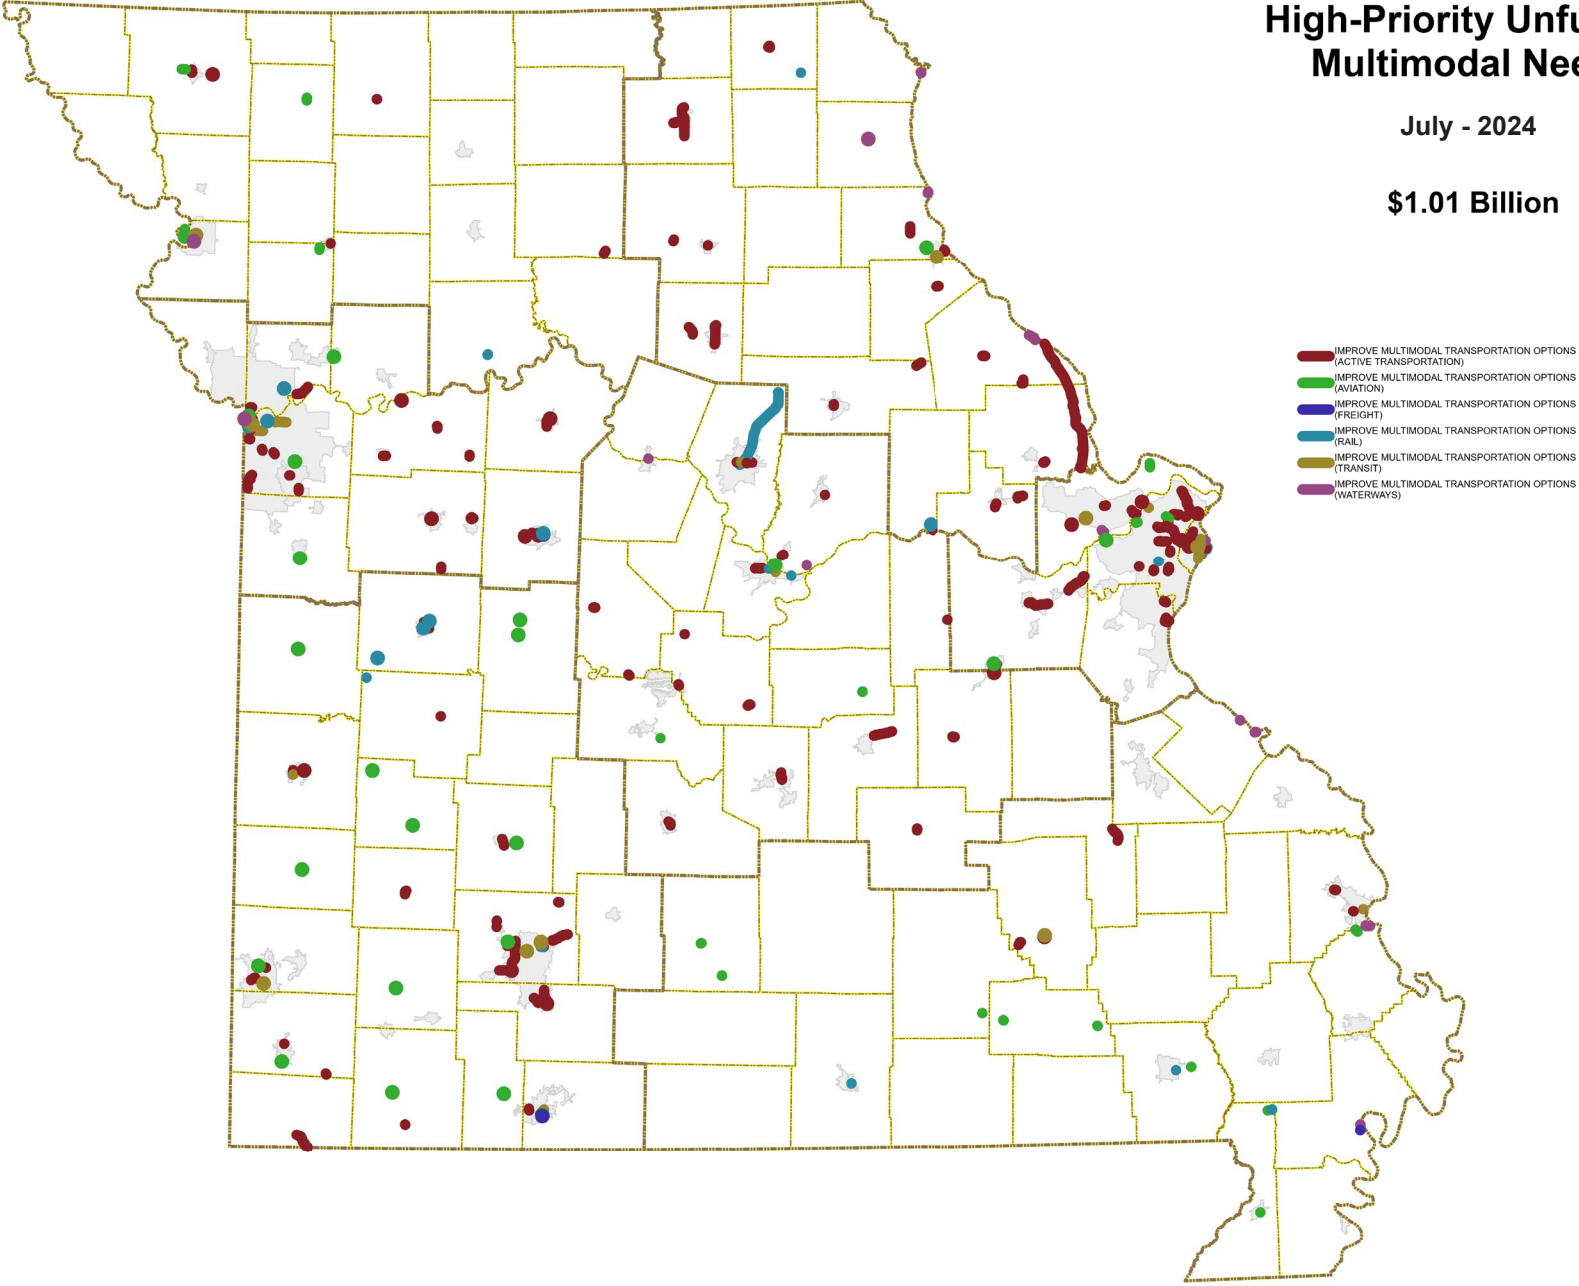 High-Priority Unfu
Multimodal Nee
July - 2024
$1.01 Billion
IMPROVE MULTIMODAL TRANSPORTATION OPTIONS
(ACTIVE TRANSPORTATION)
IMPROVE MULTIMODAL TRANSPORTATION OPTIONS
(AVIATION)
IMPROVE MULTIMODAL TRANSPORTATION OPTIONS
(FREIGHT)
IMPROVE MULTIMODAL TRANSPORTATION OPTIONS
(RAIL)
IMPROVE MULTIMODAL TRANSPORTATION OPTIONS
(TRANSIT)
IMPROVE MULTIMODAL TRANSPORTATION OPTIONS
(WATERWAYS)